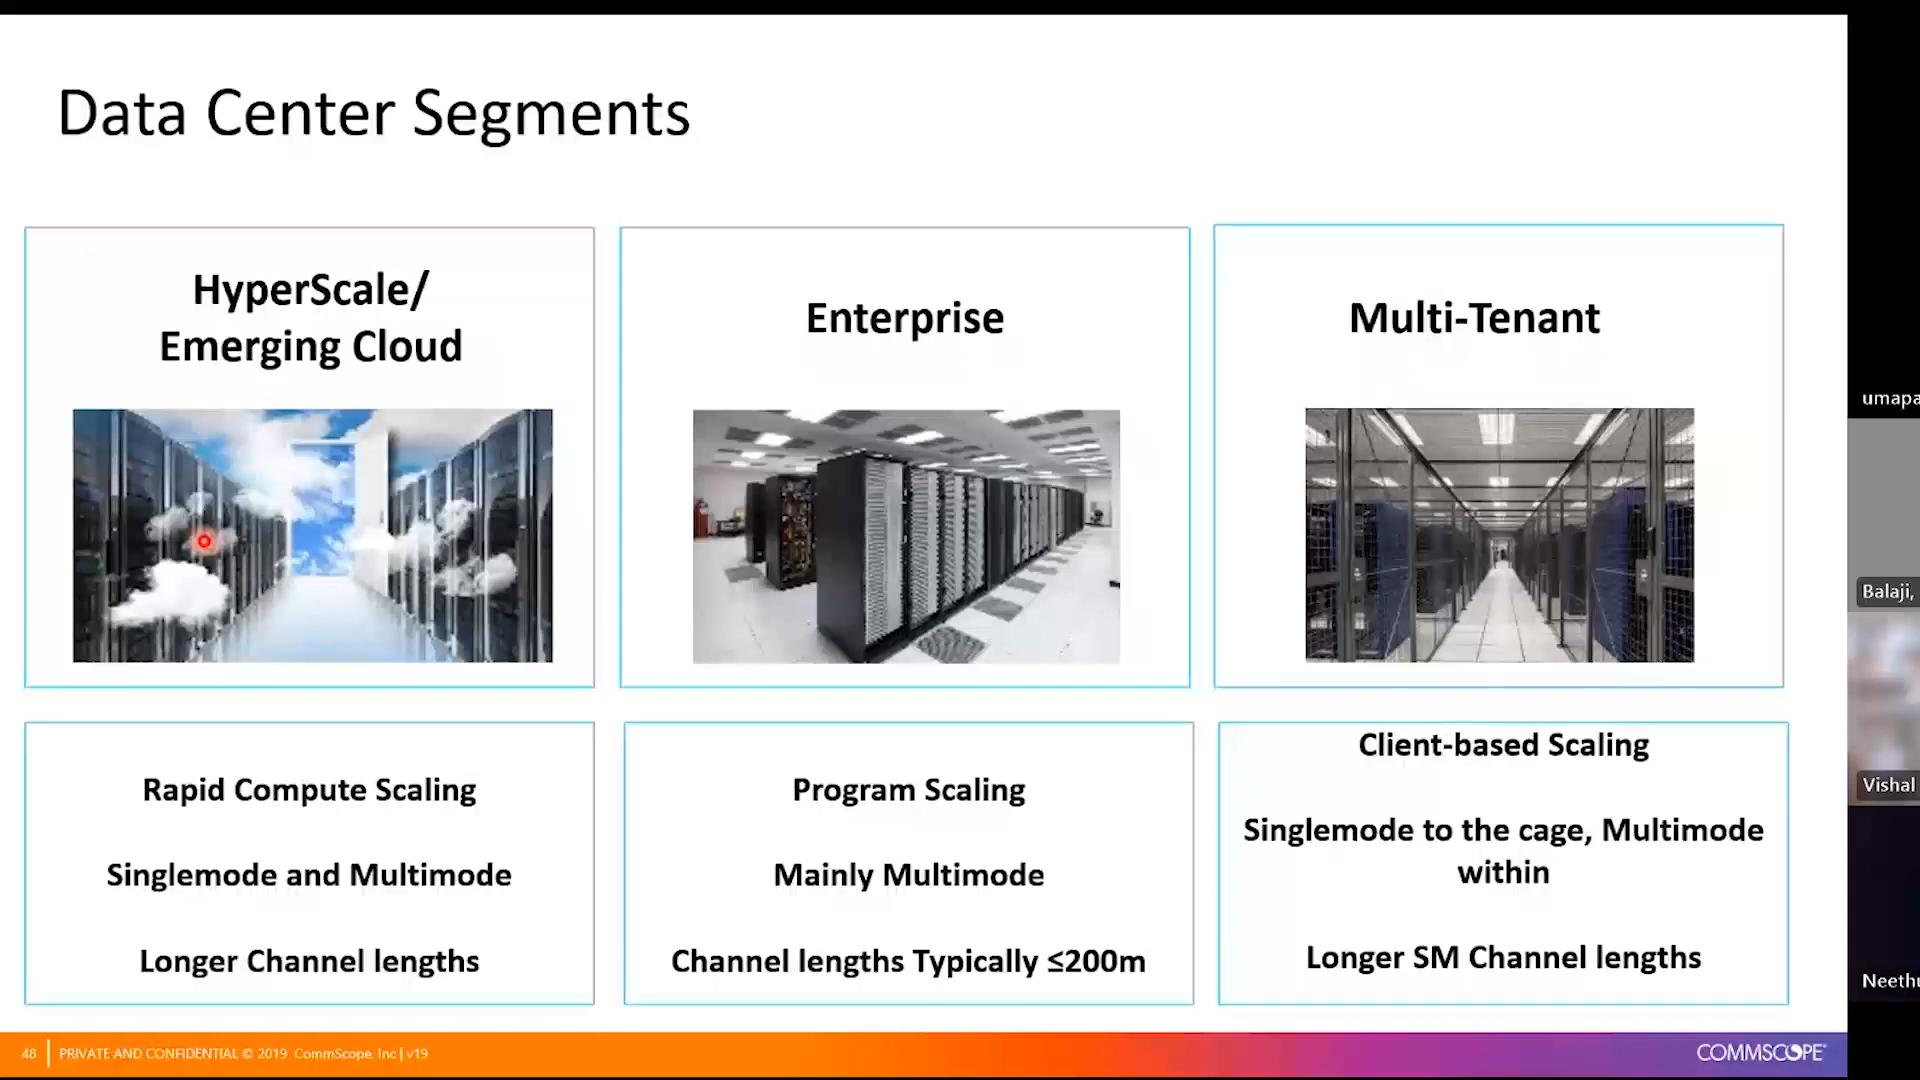 Data Center Segments
HyperScale/
Emerging Cloud
Enterprise
Multi-Tenant
Rapid Compute Scaling
Singlemode and Multimode
Longer Channel lengths
Program Scaling
Mainly Multimode
Channel lengths Typically ≤200m
Client-based Scaling
Singlemode to the cage, Multimode
within
Longer SM Channel lengths
48 | PRIVATE AND CONFIDENTIAL © 2019 CommScope, Inc | v19
COMMSCOPE®
umapa
Balaji,
Vishal
Neethu